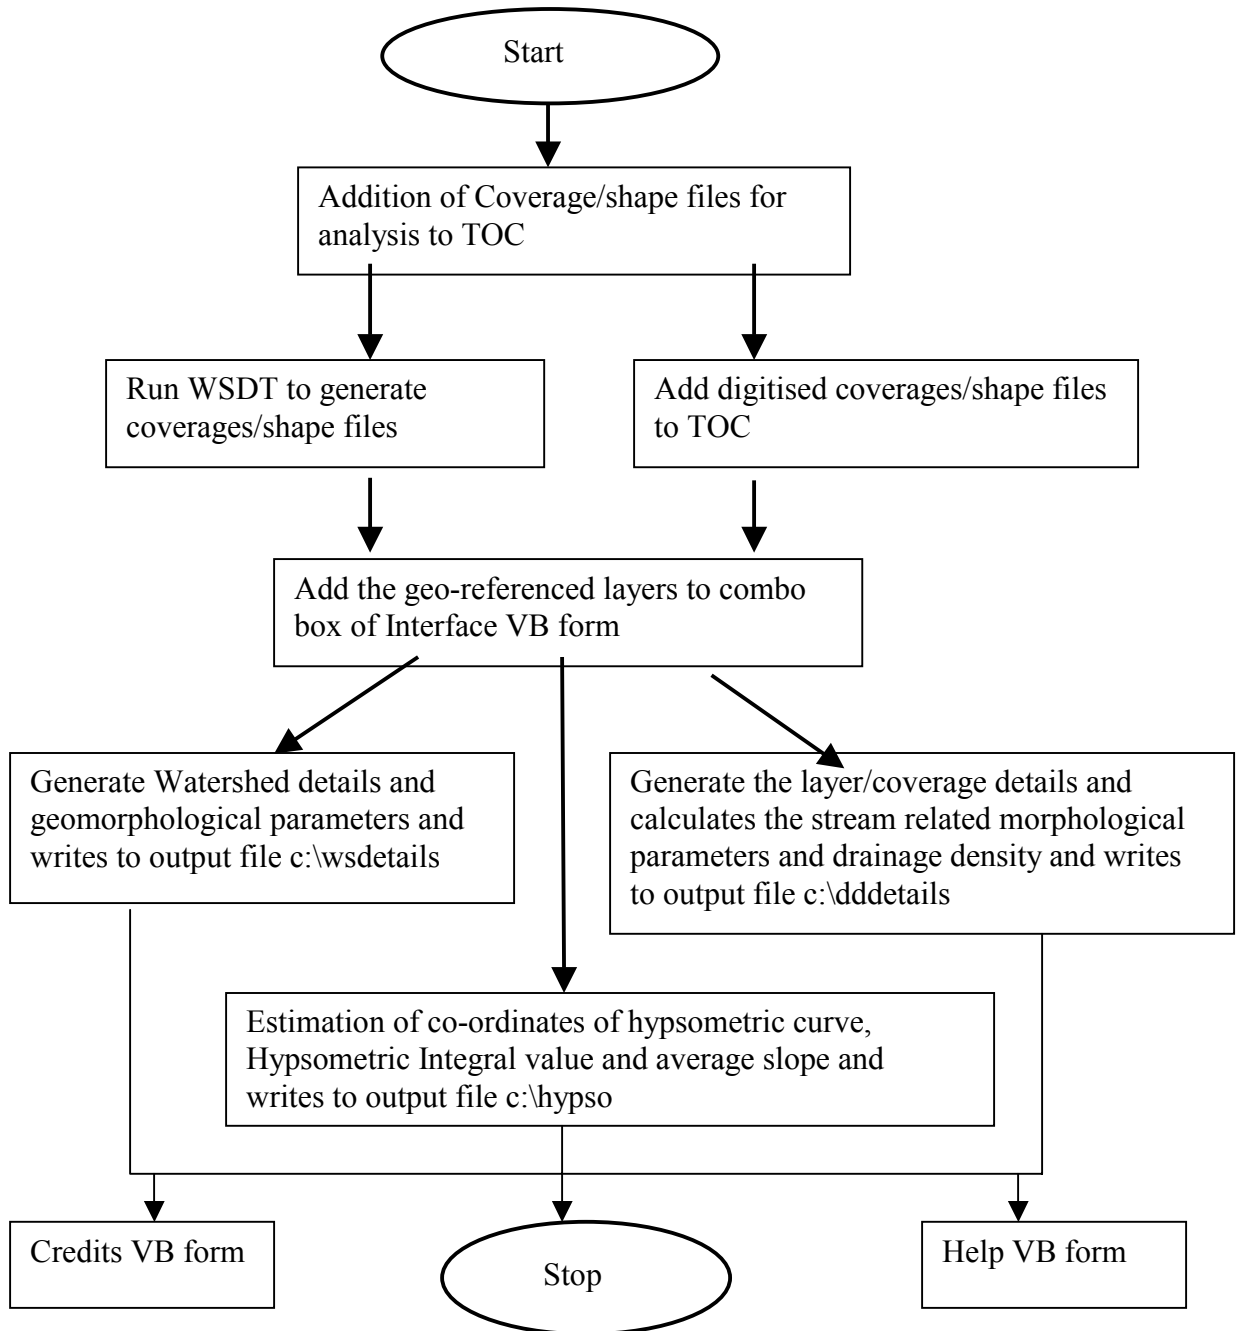 Start
Addition of Coverage/shape files for
analysis to TOC
Run WSDT to generate
coverages/shape files
Add digitised coverages/shape files
to TOC
Add the geo-referenced layers to combo
box of Interface VB form
Generate Watershed details and
geomorphological parameters and
writes to output file c:\wsdetails
Generate the layer/coverage details and
calculates the stream related morphological
parameters and drainage density and writes
to output file c:\dddetails
Estimation of co-ordinates of hypsometric curve,
Hypsometric Integral value and average slope and
writes to output file c:\hypso
Credits VB form
Stop
Help VB form